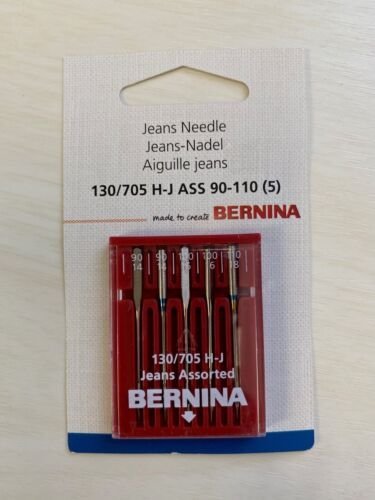 Jeans Needle
Jeans-Nadel
Aiguille jeans
130/705 H-J ASS 90-110 (5)
made to create BERNINA
90 90 100 100 110
14 14 16 16 18
130/705 H-J
Jeans Assorted
BERNINA